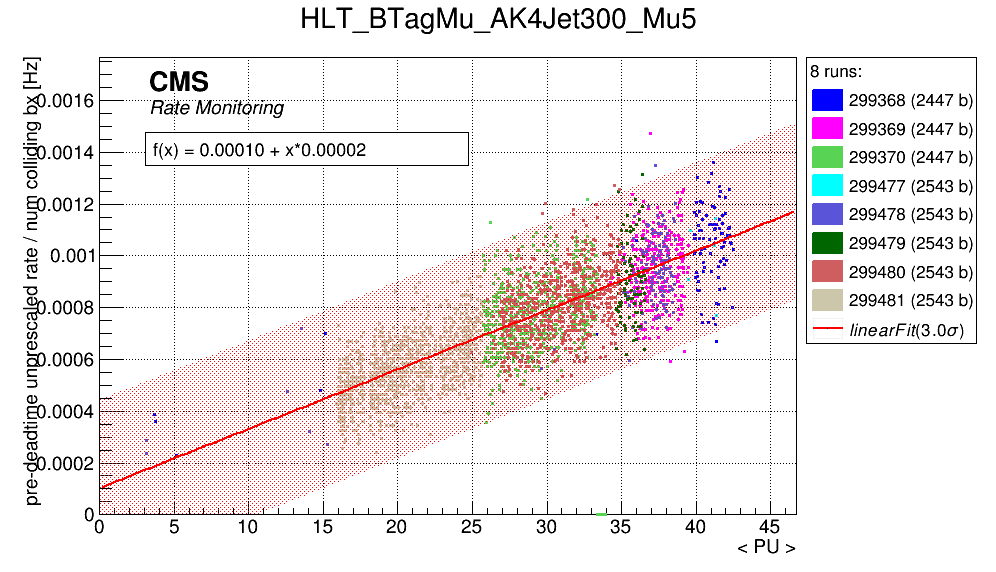 HLT_BTagMu_AK4Jet300_Mu5
pre-deadtime unprescaled rate / num colliding bx [Hz]
CMS
Rate Monitoring
f(x) = 0.00010 + x*0.00002
0.0016
0.0014
0.0012
0.001
0.0008
0.0006
0.0004
0.0002
0
0 5 10 15 20 25 30 35 40 45
< PU >
8 runs:
299368 (2447 b)
299369 (2447 b)
299370 (2447 b)
299477 (2543 b)
299478 (2543 b)
299479 (2543 b)
299480 (2543 b)
299481 (2543 b)
linearFit(3.0σ)